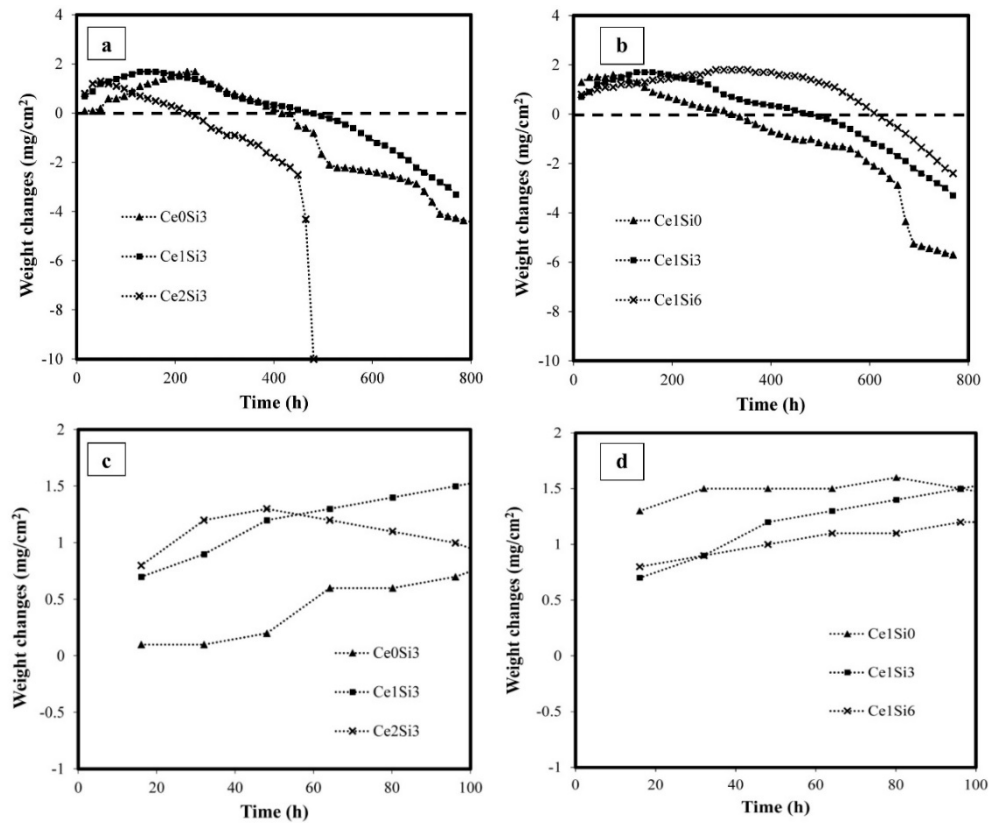 a
Weight changes (mg/cm²)
4
2
0
-2
-4
-6
-8
-10
Ce0Si3
Ce1Si3
Ce2Si3
0
200
400
600
800
Time (h)
b
Weight changes (mg/cm²)
4
2
0
-2
-4
-6
-8
-10
Ce1Si0
Ce1Si3
Ce1Si6
0
200
400
600
800
Time (h)
c
Weight changes (mg/cm²)
2
1.5
1
0.5
0
-0.5
-1
Ce0Si3
Ce1Si3
Ce2Si3
0
20
40
60
80
100
Time (h)
d
Weight changes (mg/cm²)
2
1.5
1
0.5
0
-0.5
-1
Ce1Si0
Ce1Si3
Ce1Si6
0
20
40
60
80
100
Time (h)